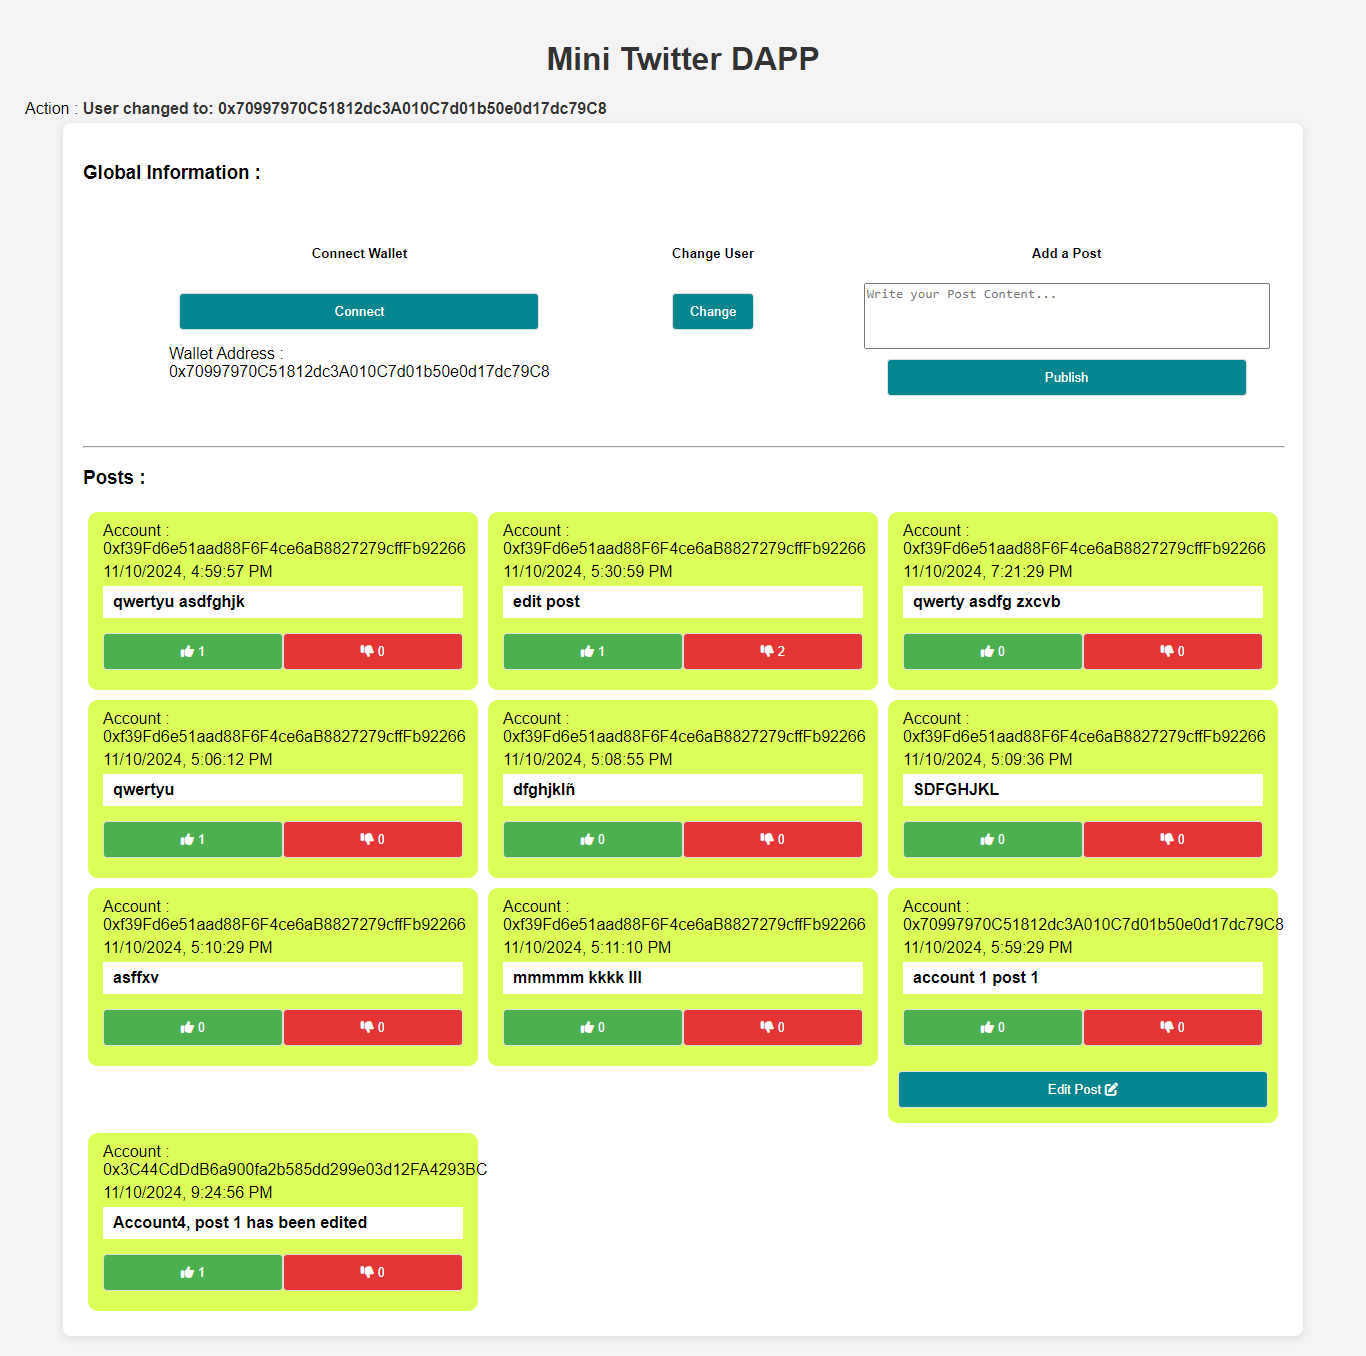 Mini Twitter DAPP
Action : User changed to: 0x70997970C51812dc3A010C7d01b50e0d17dc79C8
Global Information :
Connect Wallet
Connect
Wallet Address :
0x70997970C51812dc3A010C7d01b50e0d17dc79C8
Change User
Change
Add a Post
Write your Post Content...
Publish
Posts :
Account :
0xf39Fd6e51aad88F6F4ce6aB8827279cffFb92266
11/10/2024, 4:59:57 PM
qwertyu asdfghjk
1
0
Account :
0xf39Fd6e51aad88F6F4ce6aB8827279cffFb92266
11/10/2024, 5:30:59 PM
edit post
1
2
Account :
0xf39Fd6e51aad88F6F4ce6aB8827279cffFb92266
11/10/2024, 7:21:29 PM
qwerty asdfg zxcvb
0
0
Account :
0xf39Fd6e51aad88F6F4ce6aB8827279cffFb92266
11/10/2024, 5:06:12 PM
qwertyu
1
0
Account :
0xf39Fd6e51aad88F6F4ce6aB8827279cffFb92266
11/10/2024, 5:08:55 PM
dfghjklñ
0
0
Account :
0xf39Fd6e51aad88F6F4ce6aB8827279cffFb92266
11/10/2024, 5:09:36 PM
SDFGHJKL
0
0
Account :
0xf39Fd6e51aad88F6F4ce6aB8827279cffFb92266
11/10/2024, 5:10:29 PM
asffxv
0
0
Account :
0xf39Fd6e51aad88F6F4ce6aB8827279cffFb92266
11/10/2024, 5:11:10 PM
mmmmm kkkk lll
0
0
Account :
0x70997970C51812dc3A010C7d01b50e0d17dc79C8
11/10/2024, 5:59:29 PM
account 1 post 1
0
0
Edit Post
Account :
0x3C44CdDdB6a900fa2b585dd299e03d12FA4293BC
11/10/2024, 9:24:56 PM
Account4, post 1 has been edited
1
0